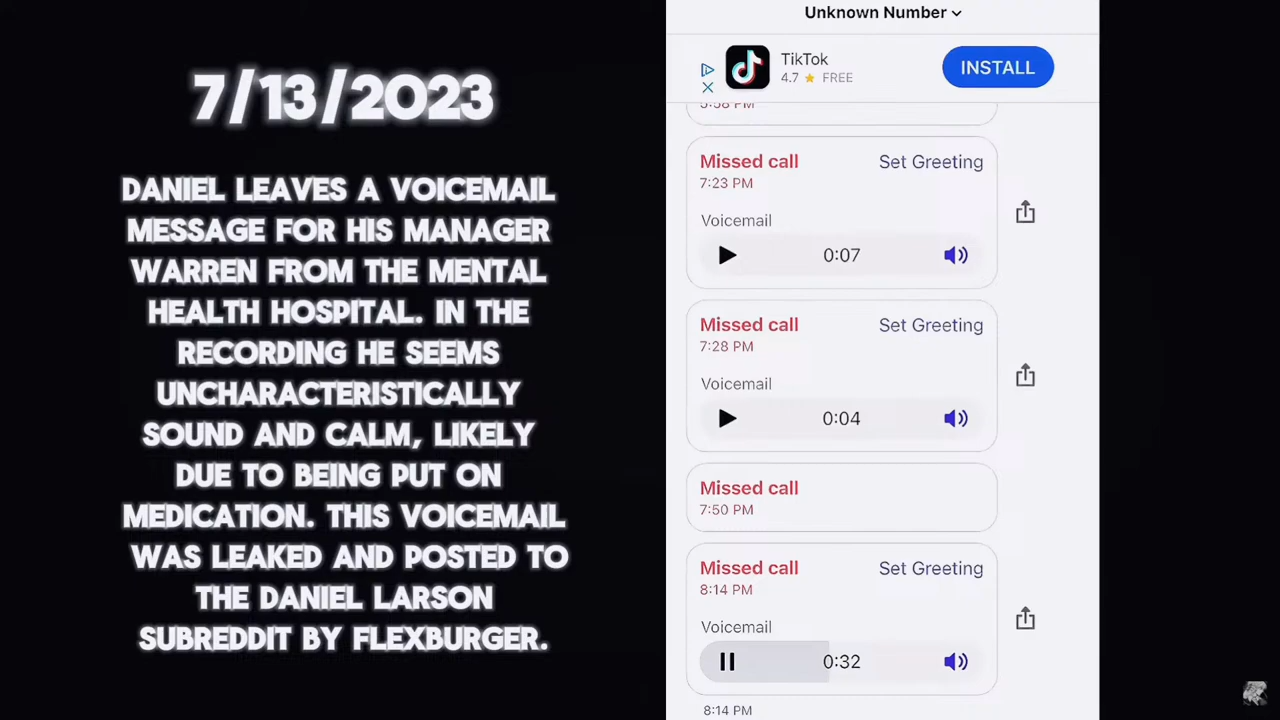 7/13/2023
DANIEL LEAVES A VOICEMAIL
MESSAGE FOR HIS MANAGER
WARREN FROM THE MENTAL
HEALTH HOSPITAL. IN THE
RECORDING HE SEEMS
UNCHARACTERISTICALLY
SOUND AND CALM, LIKELY
DUE TO BEING PUT ON
MEDICATION. THIS VOICEMAIL
WAS LEAKED AND POSTED TO
THE DANIEL LARSON
SUBREDDIT BY FLEXBURGER.
Unknown Number
TikTok
4.7 ★ FREE
INSTALL
5:58 PM
Missed call Set Greeting
7:23 PM
Voicemail
0:07
Missed call Set Greeting
7:28 PM
Voicemail
0:04
Missed call
7:50 PM
Missed call Set Greeting
8:14 PM
Voicemail
0:32
8:14 PM